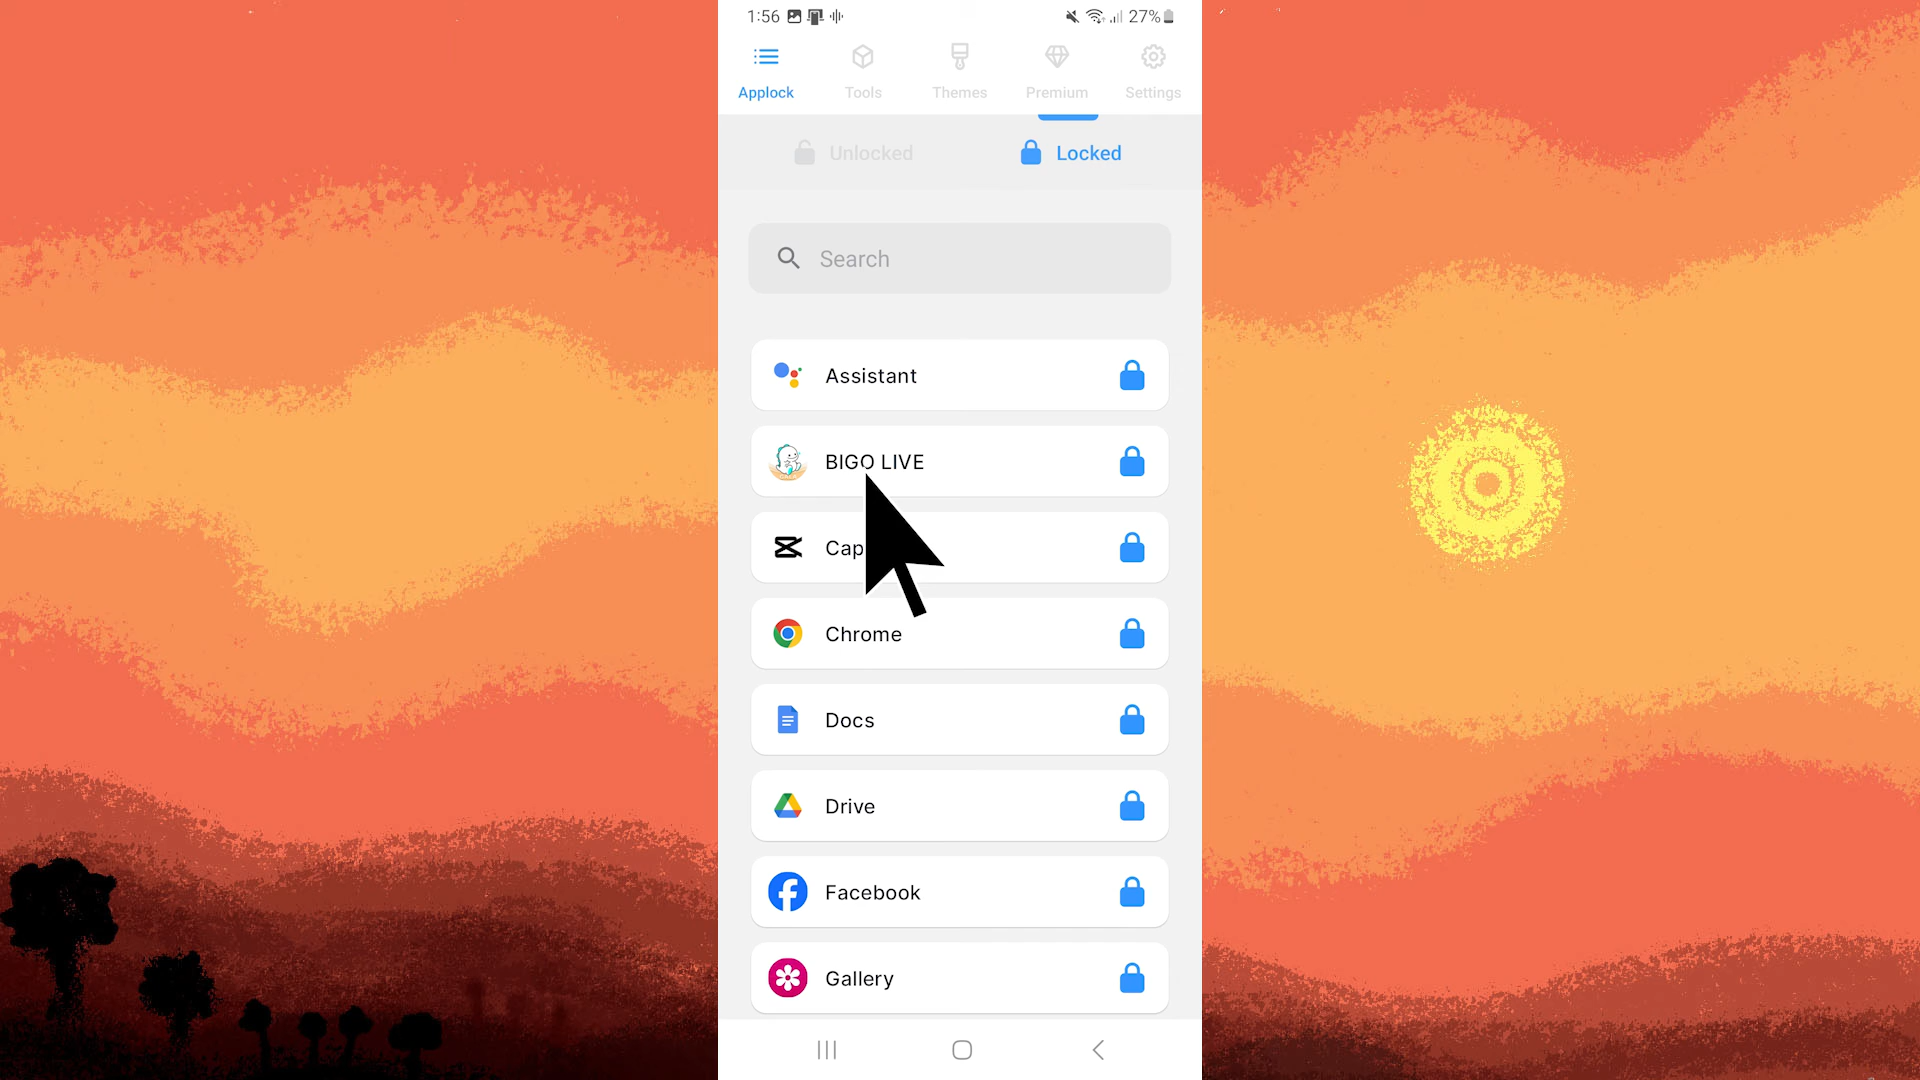 1:56 27%
Applock Tools Themes Premium Settings
Unlocked Locked
Search
Assistant
BIGO LIVE
Cap
Chrome
Docs
Drive
Facebook
Gallery